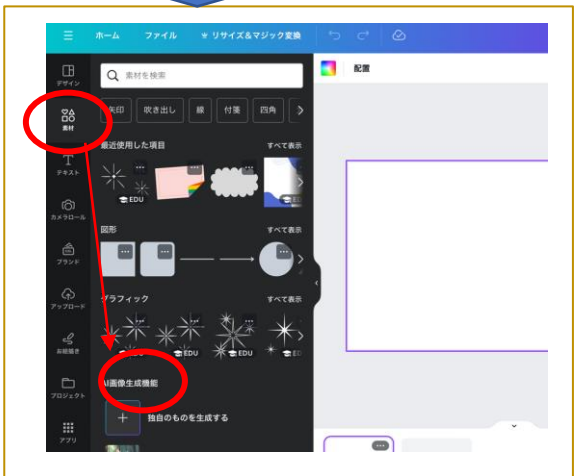 ホーム ファイル リサイズ&マジック変換
デザイン
素材を検索
配置
素材
矢印 吹き出し 線 付箋 四角
最近使用した項目 すべて表示
テキスト
EDU EDU
カメラロール
図形 すべて表示
ブランド
アップロード
グラフィック すべて表示
お絵描き
EDU EDU EDU ED
プロジェクト
AI画像生成機能
独自のものを生成する
アプリ